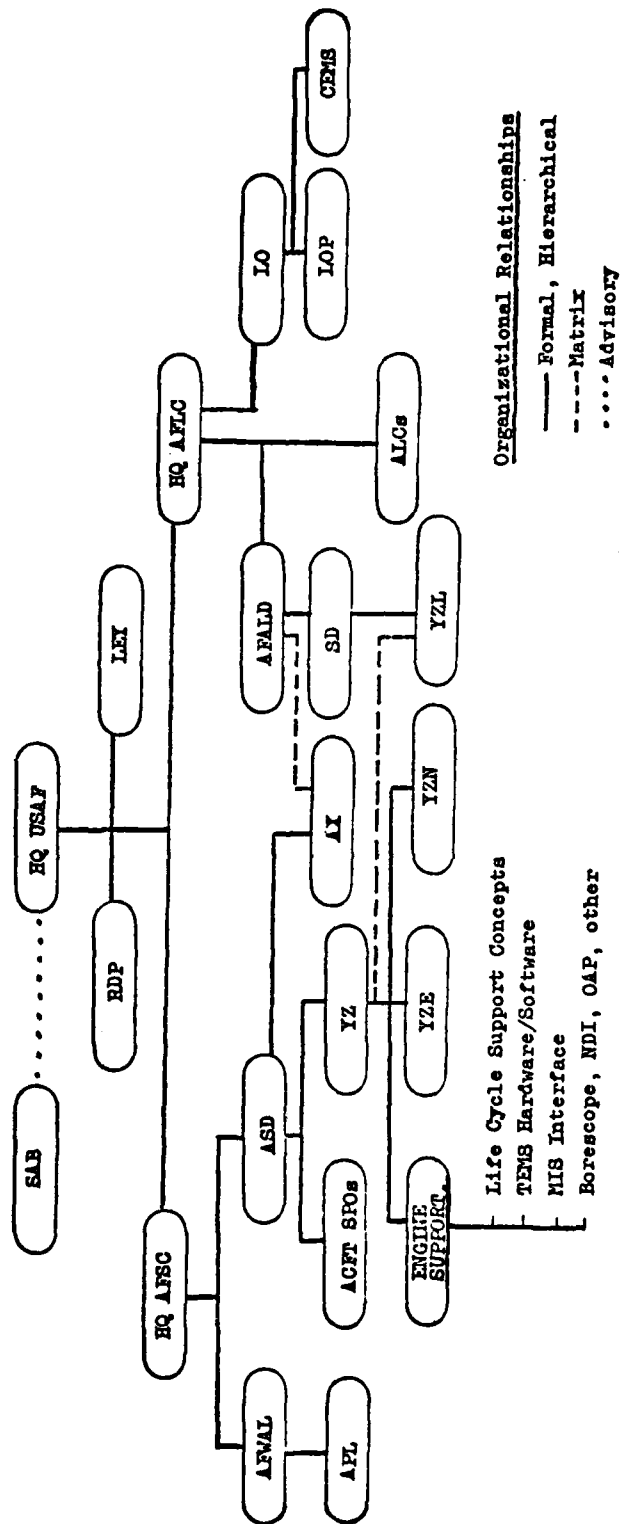 SAB
HQ USAF
RDP
LEY
HQ AFSC
HQ AFLC
AFWAL
ASD
AFALD
LO
APL
ACFT SPOs
YZ
AX
SD
ALCs
LOP
CEMS
ENGINE
SUPPORT.
YZE
YZN
YZL
Life Cycle Support Concepts
TEMS Hardware/Software
MIS Interface
Borescope, NDI, OAP, other
Organizational Relationships
Formal, Hierarchical
Matrix
Advisory